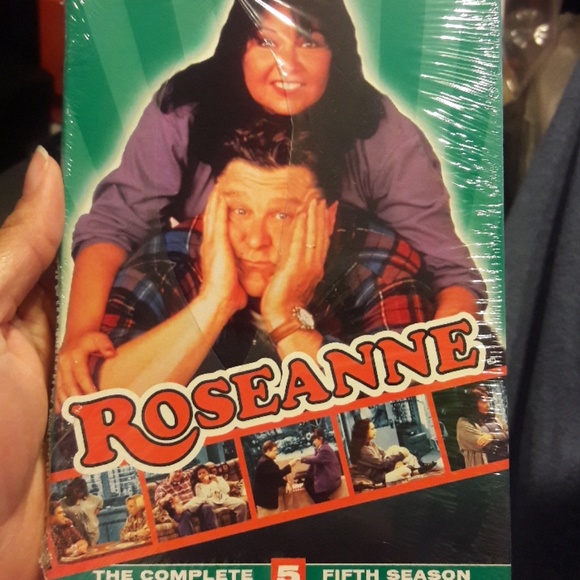 ROSEANNE
THE COMPLETE 5 FIFTH SEASON